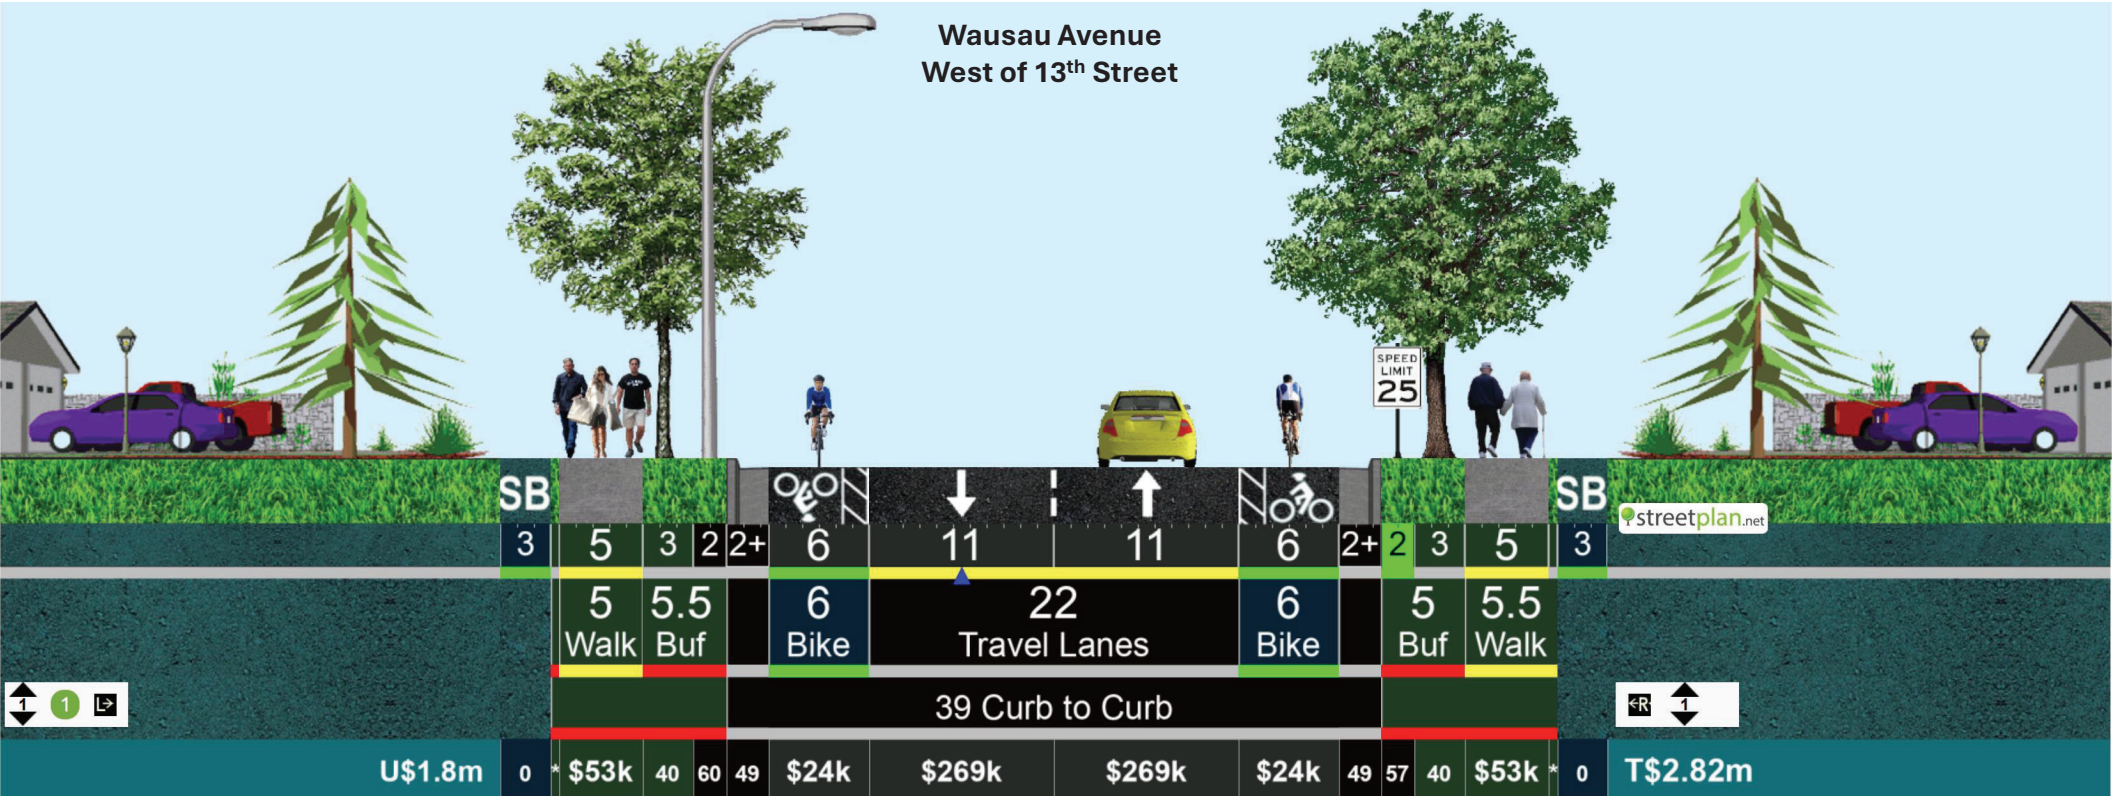 Wausau Avenue
West of 13th Street
SPEED
LIMIT
25
SB SB
streetplan.net
3 5 3 2 2+ 6 11 11 6 2+ 2 3 5 3
5 5.5 6 22 6 5 5.5
Walk Buf Bike Travel Lanes Bike Buf Walk
1 1 L R 1
39 Curb to Curb
U$1.8m 0 * $53k 40 60 49 $24k $269k $269k $24k 49 57 40 $53k * 0 T$2.82m